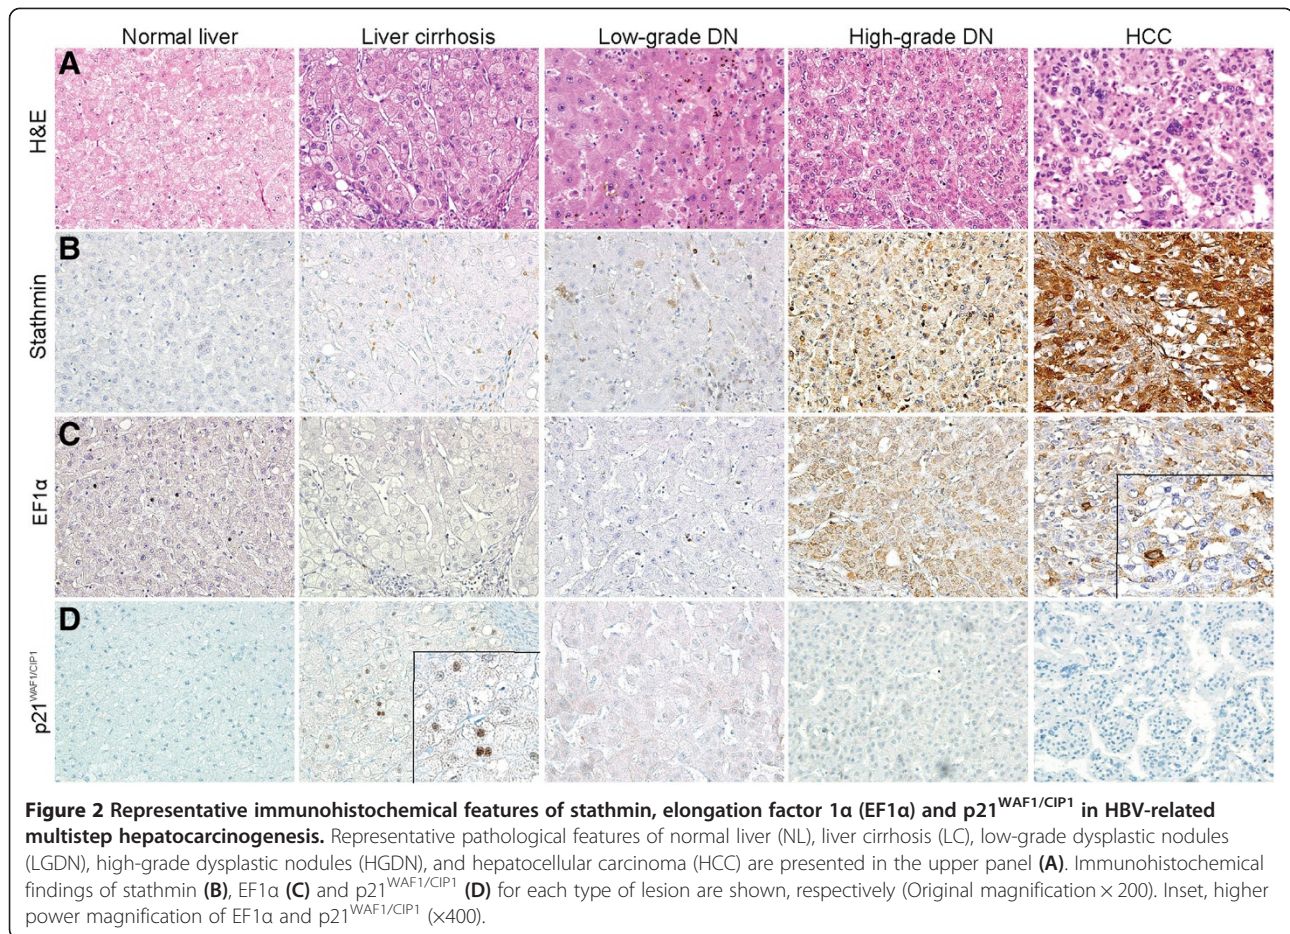 Normal liver Liver cirrhosis Low-grade DN High-grade DN HCC
A
H&E
B
Stathmin
C
EF1α
D
p21WAF1/CIP1
Figure 2 Representative immunohistochemical features of stathmin, elongation factor 1α (EF1α) and p21WAF1/CIP1 in HBV-related
multistep hepatocarcinogenesis. Representative pathological features of normal liver (NL), liver cirrhosis (LC), low-grade dysplastic nodules
(LGDN), high-grade dysplastic nodules (HGDN), and hepatocellular carcinoma (HCC) are presented in the upper panel (A). Immunohistochemical
findings of stathmin (B), EF1α (C) and p21WAF1/CIP1 (D) for each type of lesion are shown, respectively (Original magnification × 200). Inset, higher
power magnification of EF1α and p21WAF1/CIP1 (×400).